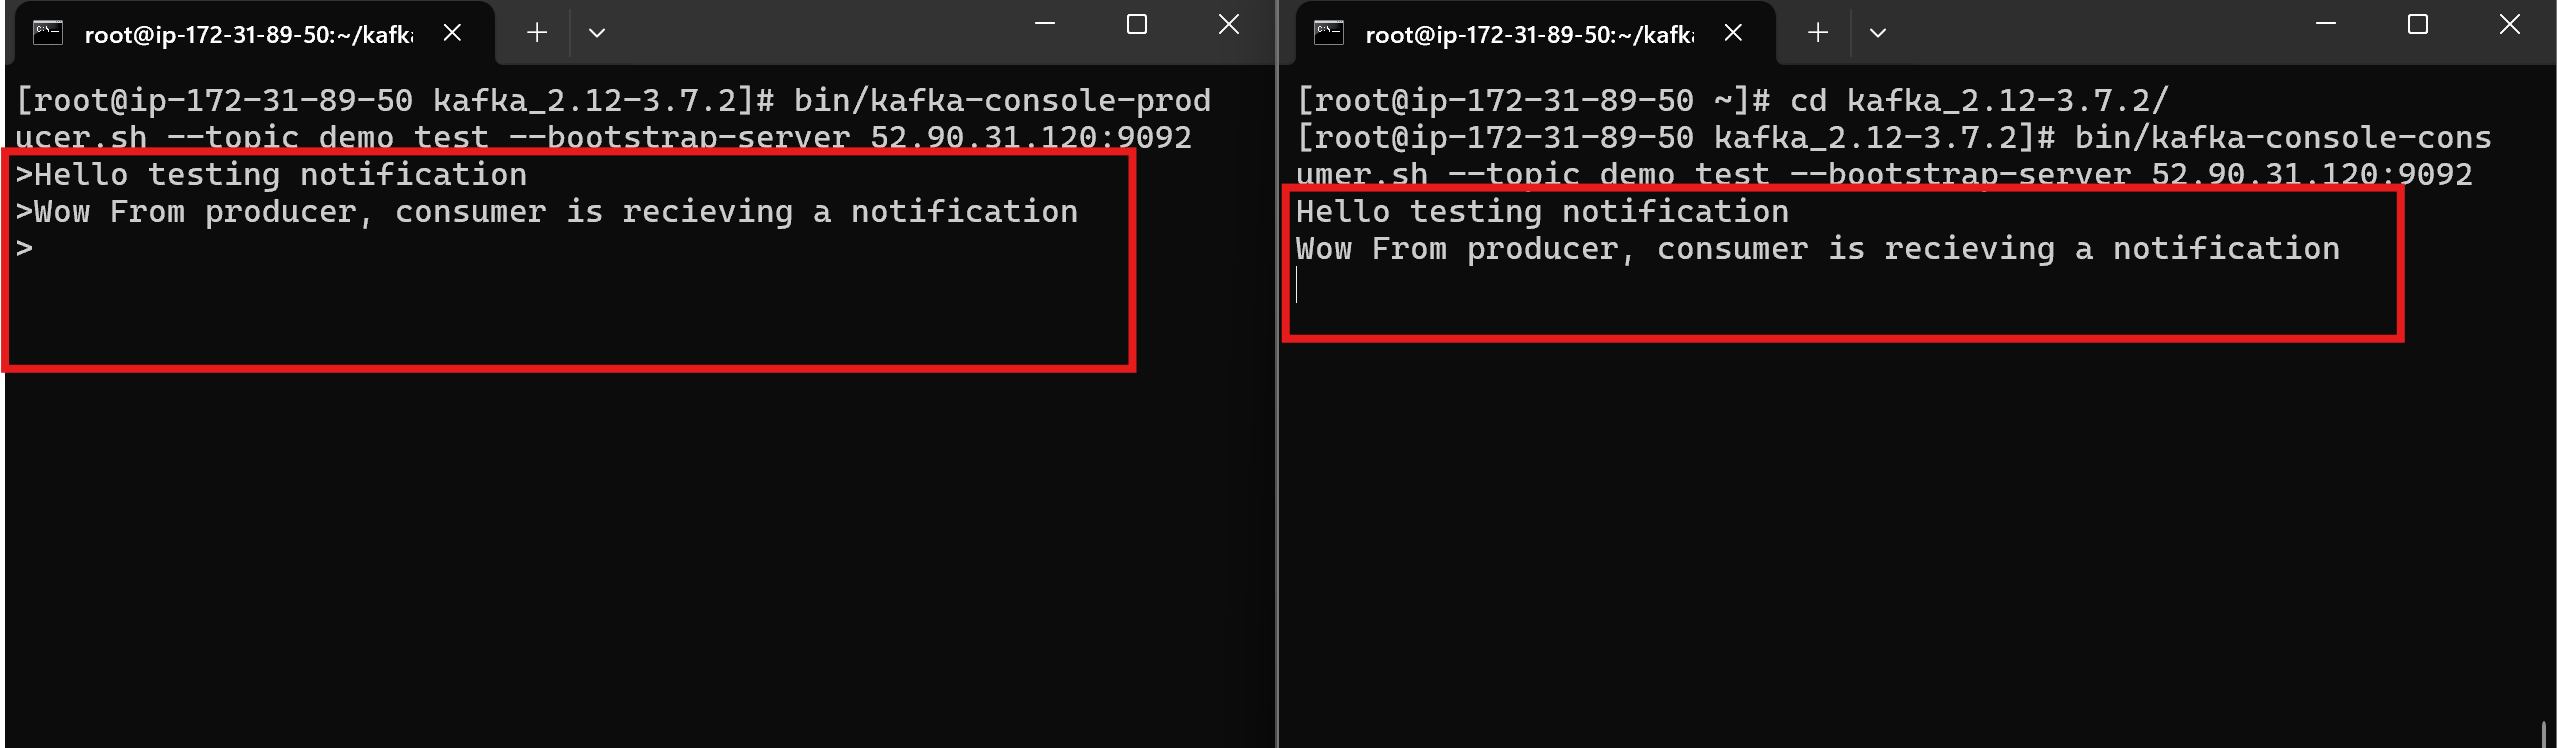 root@ip-172-31-89-50:~/kafk
[root@ip-172-31-89-50 kafka_2.12-3.7.2]# bin/kafka-console-prod
ucer.sh --topic demo_test --bootstrap-server 52.90.31.120:9092
>Hello testing notification
>Wow From producer, consumer is recieving a notification
>
root@ip-172-31-89-50:~/kafk
[root@ip-172-31-89-50 ~]# cd kafka_2.12-3.7.2/
[root@ip-172-31-89-50 kafka_2.12-3.7.2]# bin/kafka-console-cons
umer.sh --topic demo_test --bootstrap-server 52.90.31.120:9092
Hello testing notification
Wow From producer, consumer is recieving a notification